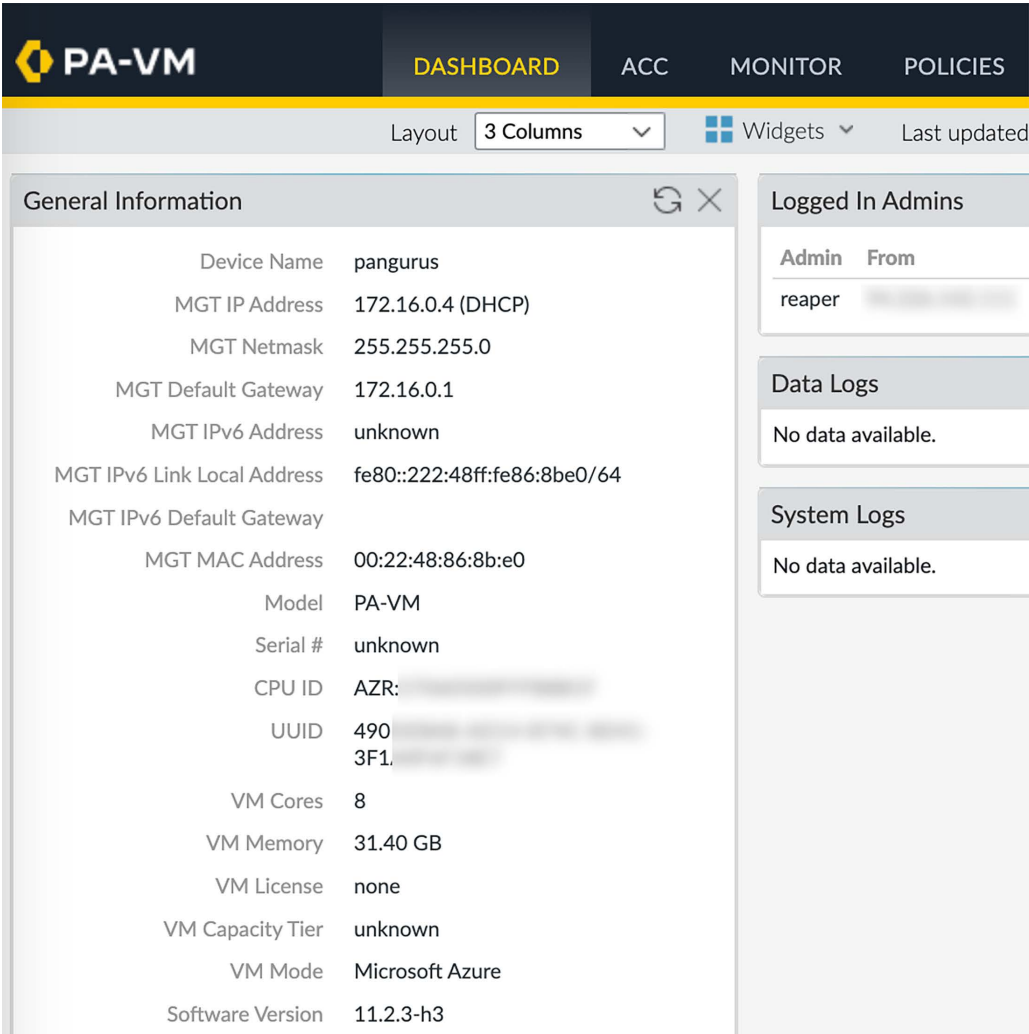 PA-VM
DASHBOARD ACC MONITOR POLICIES
Layout 3 Columns Widgets Last updated
General Information
Device Name pangurus
MGT IP Address 172.16.0.4 (DHCP)
MGT Netmask 255.255.255.0
MGT Default Gateway 172.16.0.1
MGT IPv6 Address unknown
MGT IPv6 Link Local Address fe80::222:48ff:fe86:8be0/64
MGT IPv6 Default Gateway
MGT MAC Address 00:22:48:86:8b:e0
Model PA-VM
Serial # unknown
CPU ID AZR:
UUID 490
3F1
VM Cores 8
VM Memory 31.40 GB
VM License none
VM Capacity Tier unknown
VM Mode Microsoft Azure
Software Version 11.2.3-h3
Logged In Admins
Admin From
reaper
Data Logs
No data available.
System Logs
No data available.